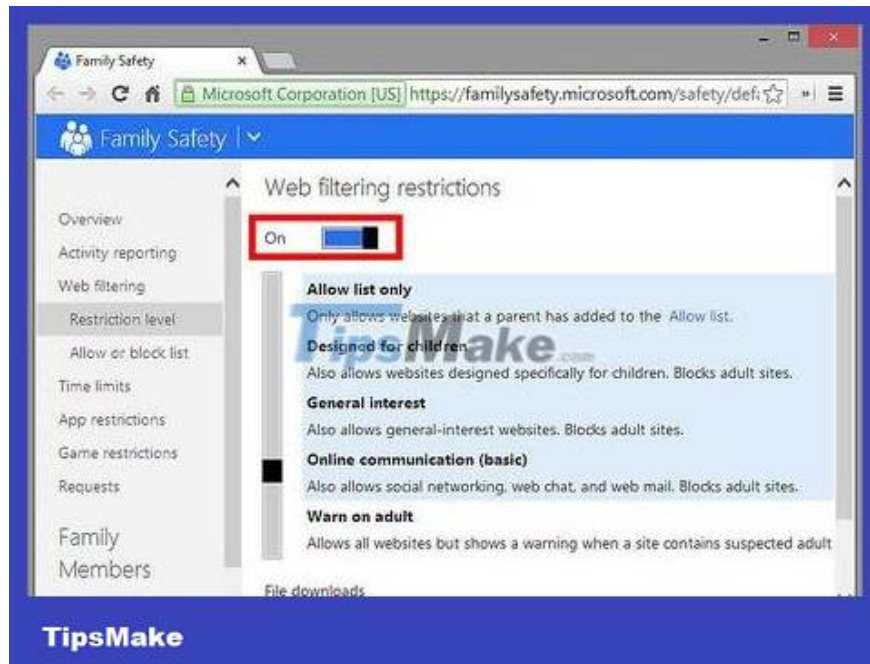 Family Safety
Microsoft Corporation [US] https://familysafety.microsoft.com/safety/def
Family Safety
Web filtering restrictions
On
Overview
Activity reporting
Web filtering
Restriction level
Allow or block list
Time limits
App restrictions
Game restrictions
Requests
Family
Members
Allow list only
Only allows websites that a parent has added to the Allow list.
Designed for children
Also allows websites designed specifically for children. Blocks adult sites.
General interest
Also allows general-interest websites. Blocks adult sites.
Online communication (basic)
Also allows social networking, web chat, and web mail. Blocks adult sites.
Warn on adult
Allows all websites but shows a warning when a site contains suspected adult
File downloads
TipsMake.com
TipsMake